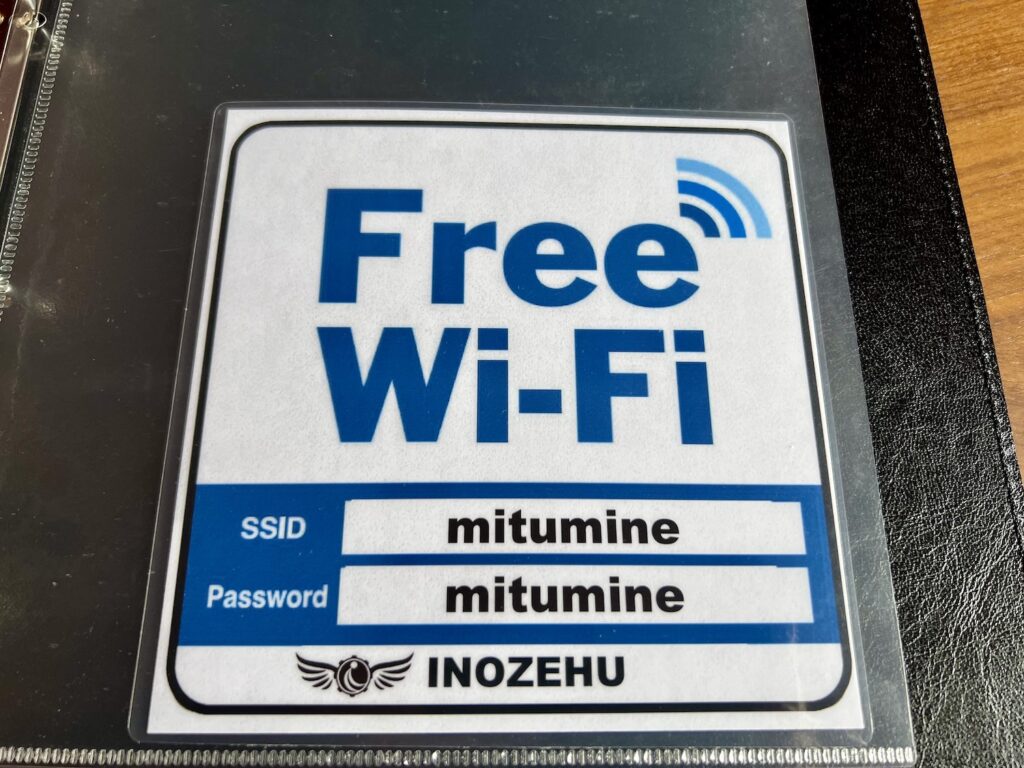 Free
Wi-Fi
SSID mitumine
Password mitumine
INOZEHU